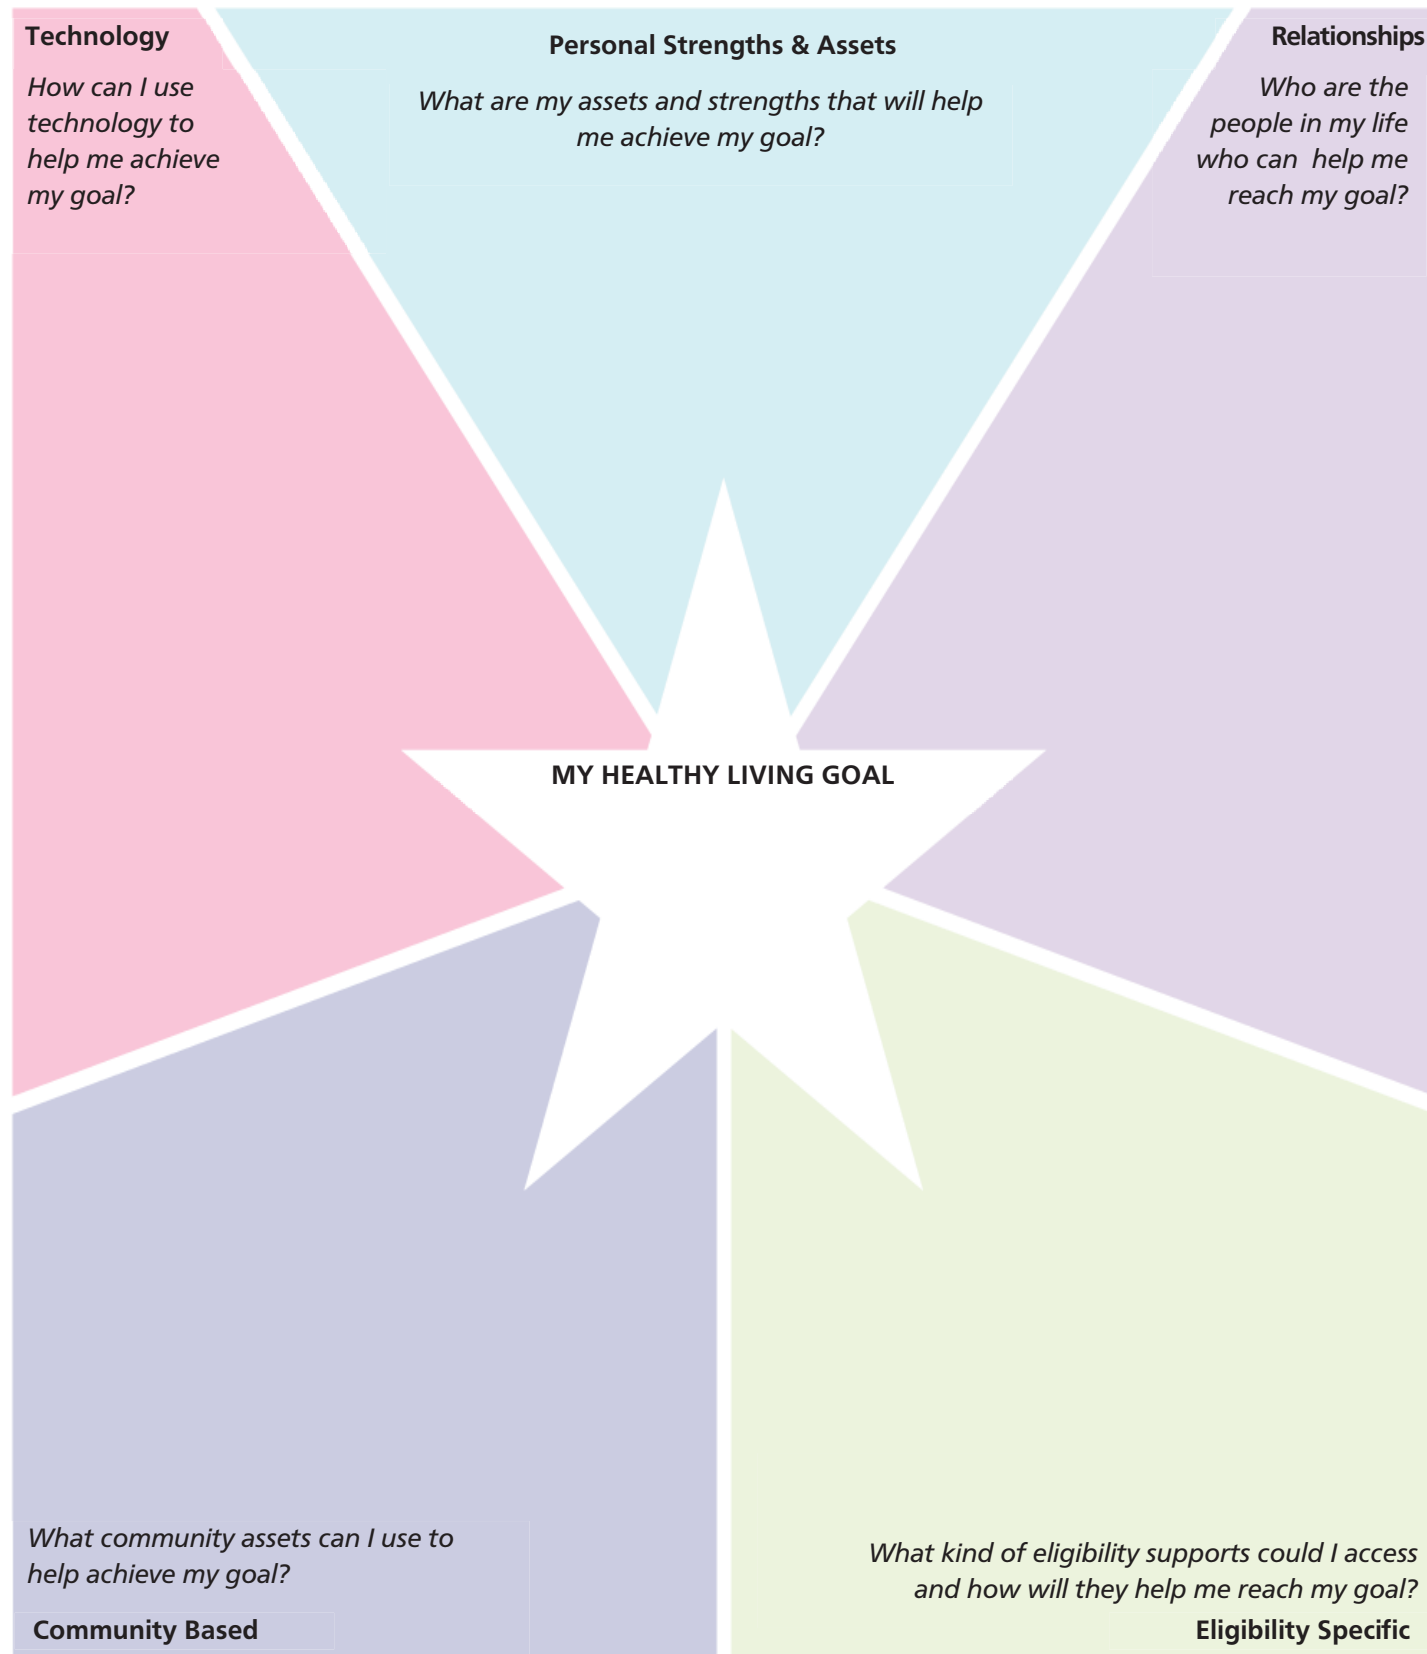 Technology
How can I use
technology to
help me achieve
my goal?
Personal Strengths & Assets
What are my assets and strengths that will help
me achieve my goal?
Relationships
Who are the
people in my life
who can help me
reach my goal?
MY HEALTHY LIVING GOAL
What community assets can I use to
help achieve my goal?
Community Based
What kind of eligibility supports could I access
and how will they help me reach my goal?
Eligibility Specific